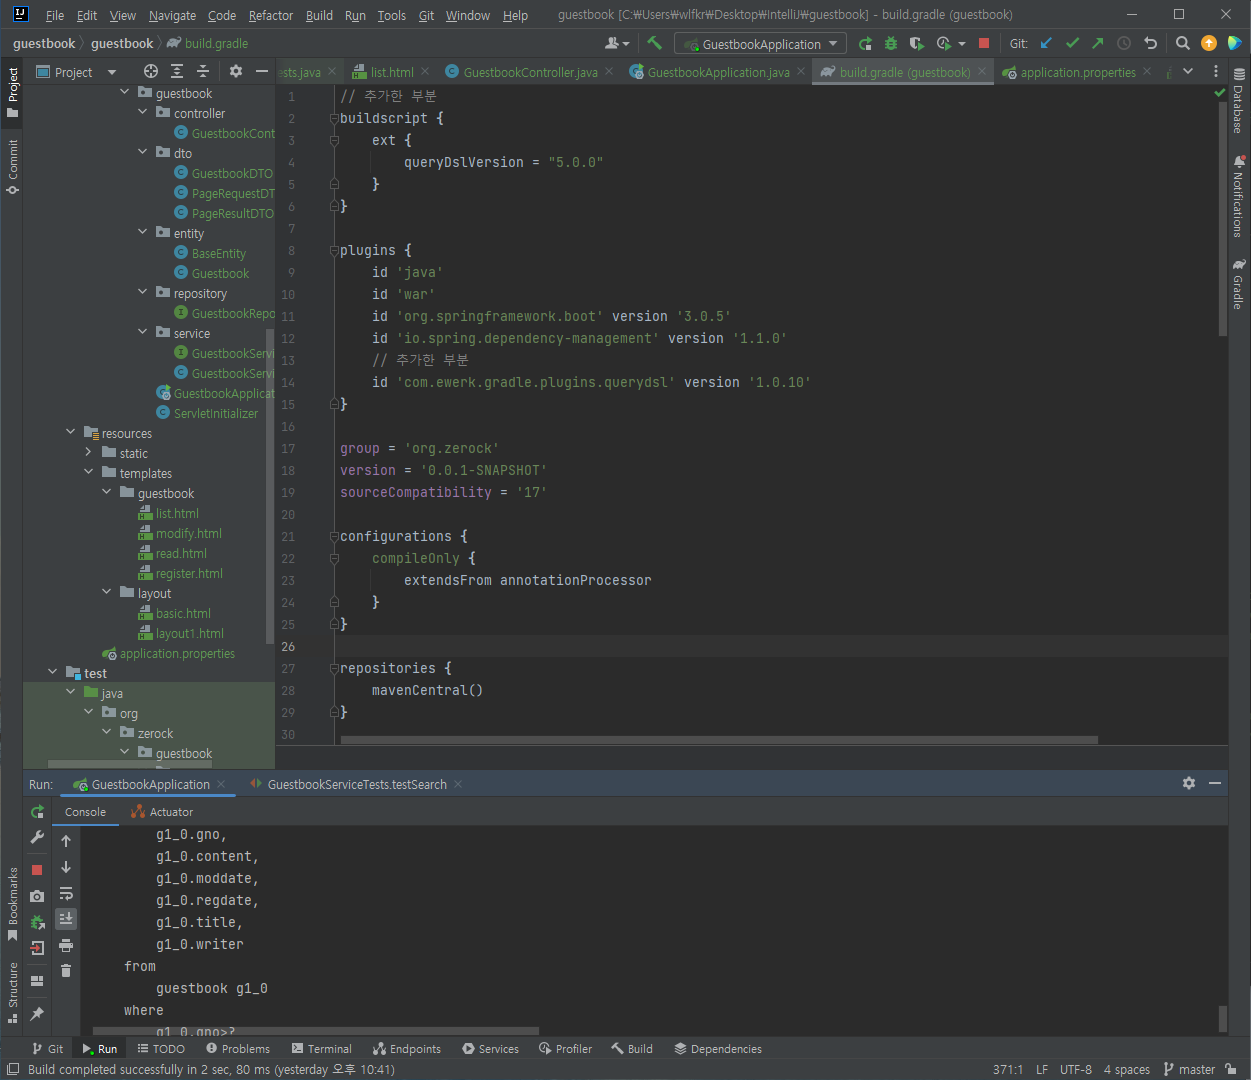 File Edit View Navigate Code Refactor Build Run Tools Git Window Help guestbook [C:₩Users₩wlfkr₩Desktop₩IntelliJ₩guestbook] - build.gradle (guestbook)
guestbook guestbook build.gradle GuestbookApplication Git:
Project ests.java list.html GuestbookController.java GuestbookApplication.java build.gradle (guestbook) application.properties
Project
Commit
Bookmarks
Structure
guestbook
controller
GuestbookCont
dto
GuestbookDTO
PageRequestDT
PageResultDTO
entity
BaseEntity
Guestbook
repository
GuestbookRepo
service
GuestbookServi
GuestbookServi
GuestbookApplicat
ServletInitializer
resources
static
templates
guestbook
list.html
modify.html
read.html
register.html
layout
basic.html
layout1.html
application.properties
test
java
org
zerock
guestbook
1 // 추가한 부분
2 buildscript {
3 ext {
4 queryDslVersion = "5.0.0"
5 }
6 }
7
8 plugins {
9 id 'java'
10 id 'war'
11 id 'org.springframework.boot' version '3.0.5'
12 id 'io.spring.dependency-management' version '1.1.0'
13 // 추가한 부분
14 id 'com.ewerk.gradle.plugins.querydsl' version '1.0.10'
15 }
16
17 group = 'org.zerock'
18 version = '0.0.1-SNAPSHOT'
19 sourceCompatibility = '17'
20
21 configurations {
22 compileOnly {
23 extendsFrom annotationProcessor
24 }
25 }
26
27 repositories {
28 mavenCentral()
29 }
30
Database
Notifications
Gradle
Run: GuestbookApplication GuestbookServiceTests.testSearch
Console Actuator
g1_0.gno,
g1_0.content,
g1_0.moddate,
g1_0.regdate,
g1_0.title,
g1_0.writer
from
guestbook g1_0
where
g1_0.gno>?
Git Run TODO Problems Terminal Endpoints Services Profiler Build Dependencies
Build completed successfully in 2 sec, 80 ms (yesterday 오후 10:41) 371:1 LF UTF-8 4 spaces master